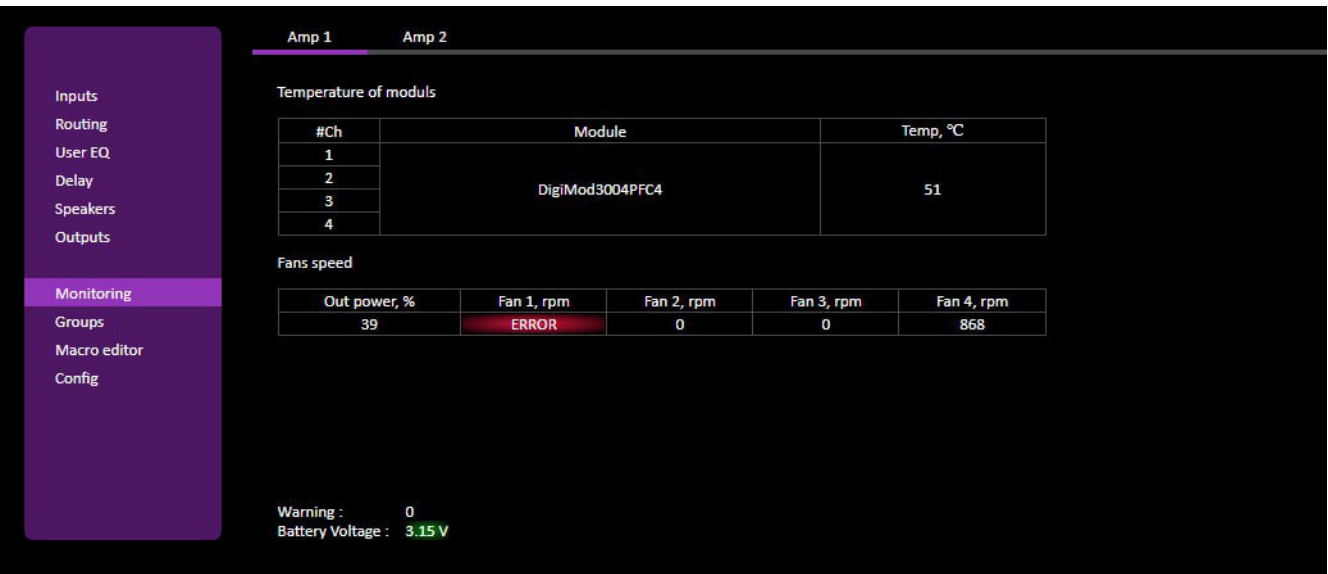 Amp 1 Amp 2
Inputs
Routing
User EQ
Delay
Speakers
Outputs
Monitoring
Groups
Macro editor
Config
Temperature of moduls
#Ch Module Temp, °C
1
2
3
4
DigiMod3004PFC4 51
Fans speed
Out power, % Fan 1, rpm Fan 2, rpm Fan 3, rpm Fan 4, rpm
39 ERROR 0 0 868
Warning : 0
Battery Voltage : 3.15 V